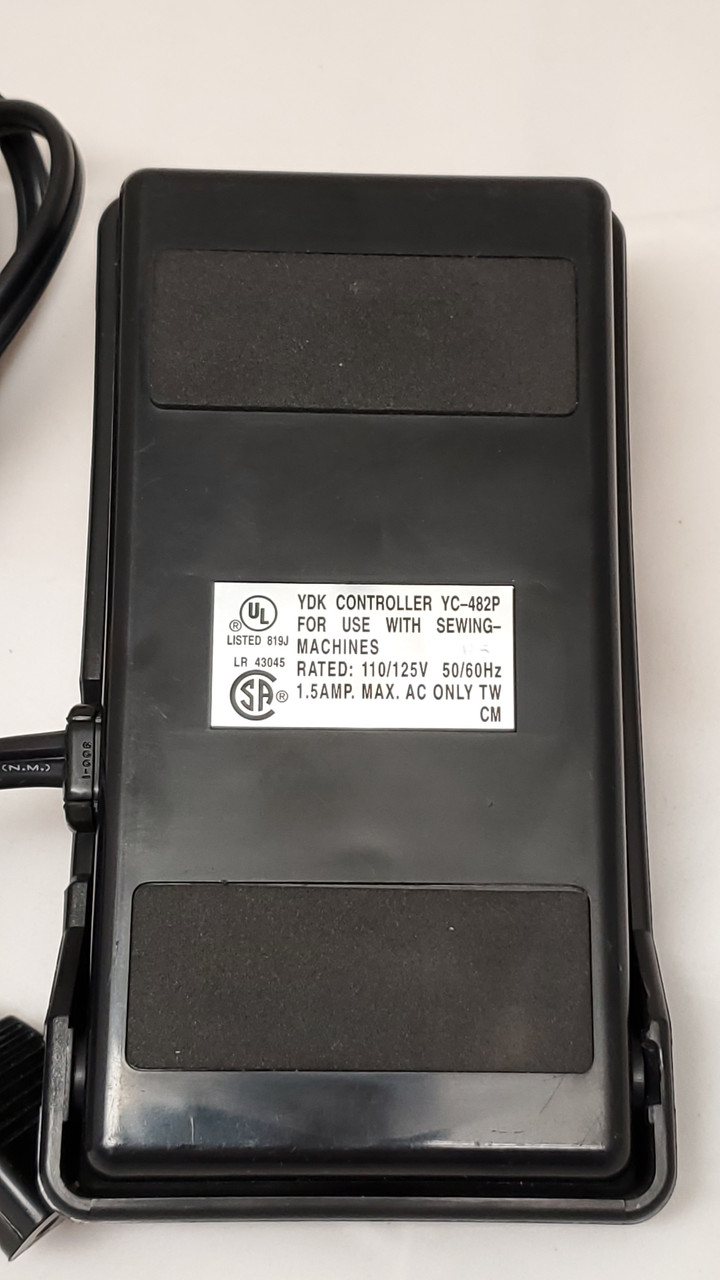 UL
®
LISTED 819J
LR 43045
SA ®
YDK CONTROLLER YC-482P
FOR USE WITH SEWING-
MACHINES
RATED: 110/125V 50/60Hz
1.5AMP. MAX. AC ONLY TW
CM
(N.M.)